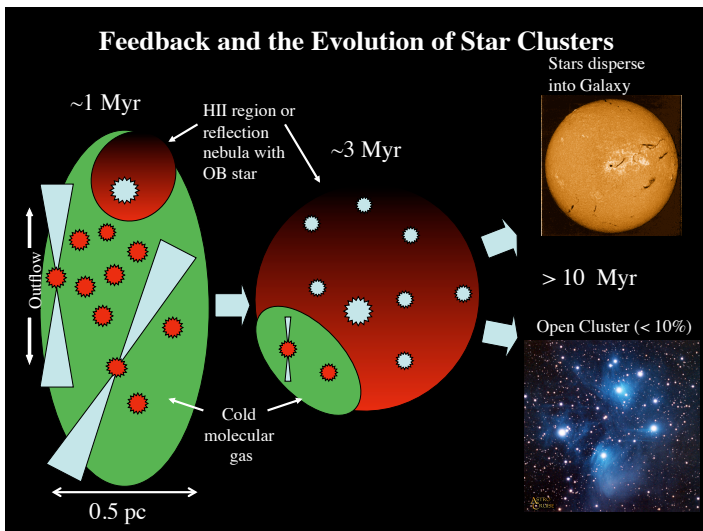 Feedback and the Evolution of Star Clusters
Stars disperse
into Galaxy
~1 Myr
HII region or
reflection
nebula with
OB star
~3 Myr
Outflow
> 10 Myr
Open Cluster (< 10%)
Cold
molecular
gas
0.5 pc